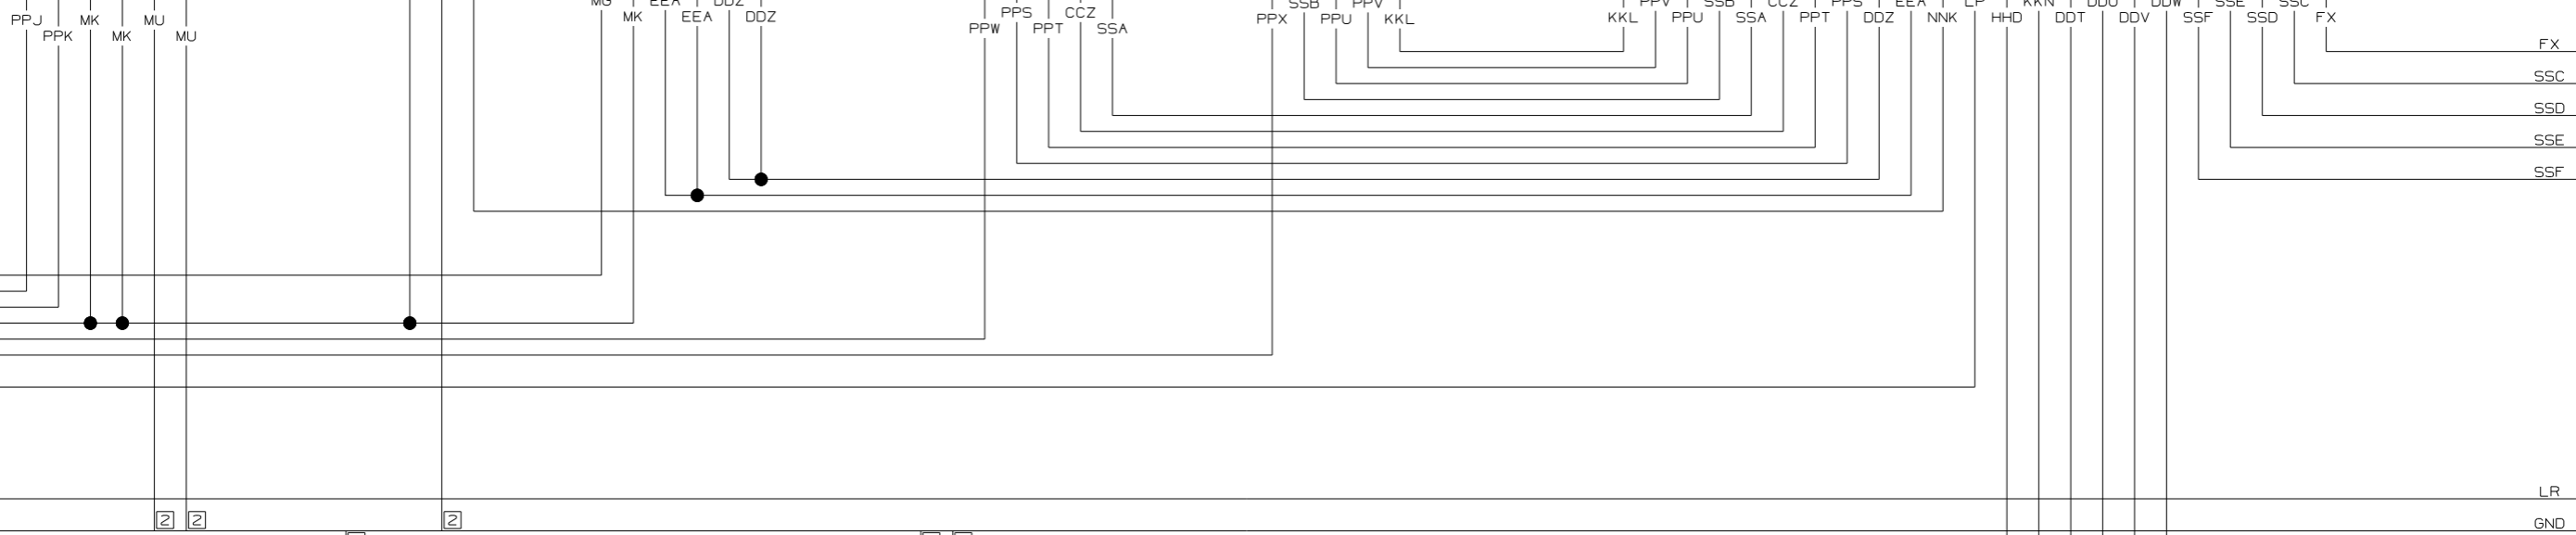 MG EEA DDZ SSB PPV PPV SSB CCZ PPS EEA LP KKN DDU DDW SSE SSC
PPJ MK MU MK EEA DDZ PPS CCZ PPX PPU KKL KKL PPU SSA PPT DDZ NNK HHD DDT DDV SSF SSD FX
PPK MK MU PPW PPT SSA
FX
SSC
SSD
SSE
SSF
LR
2 2 2
GND